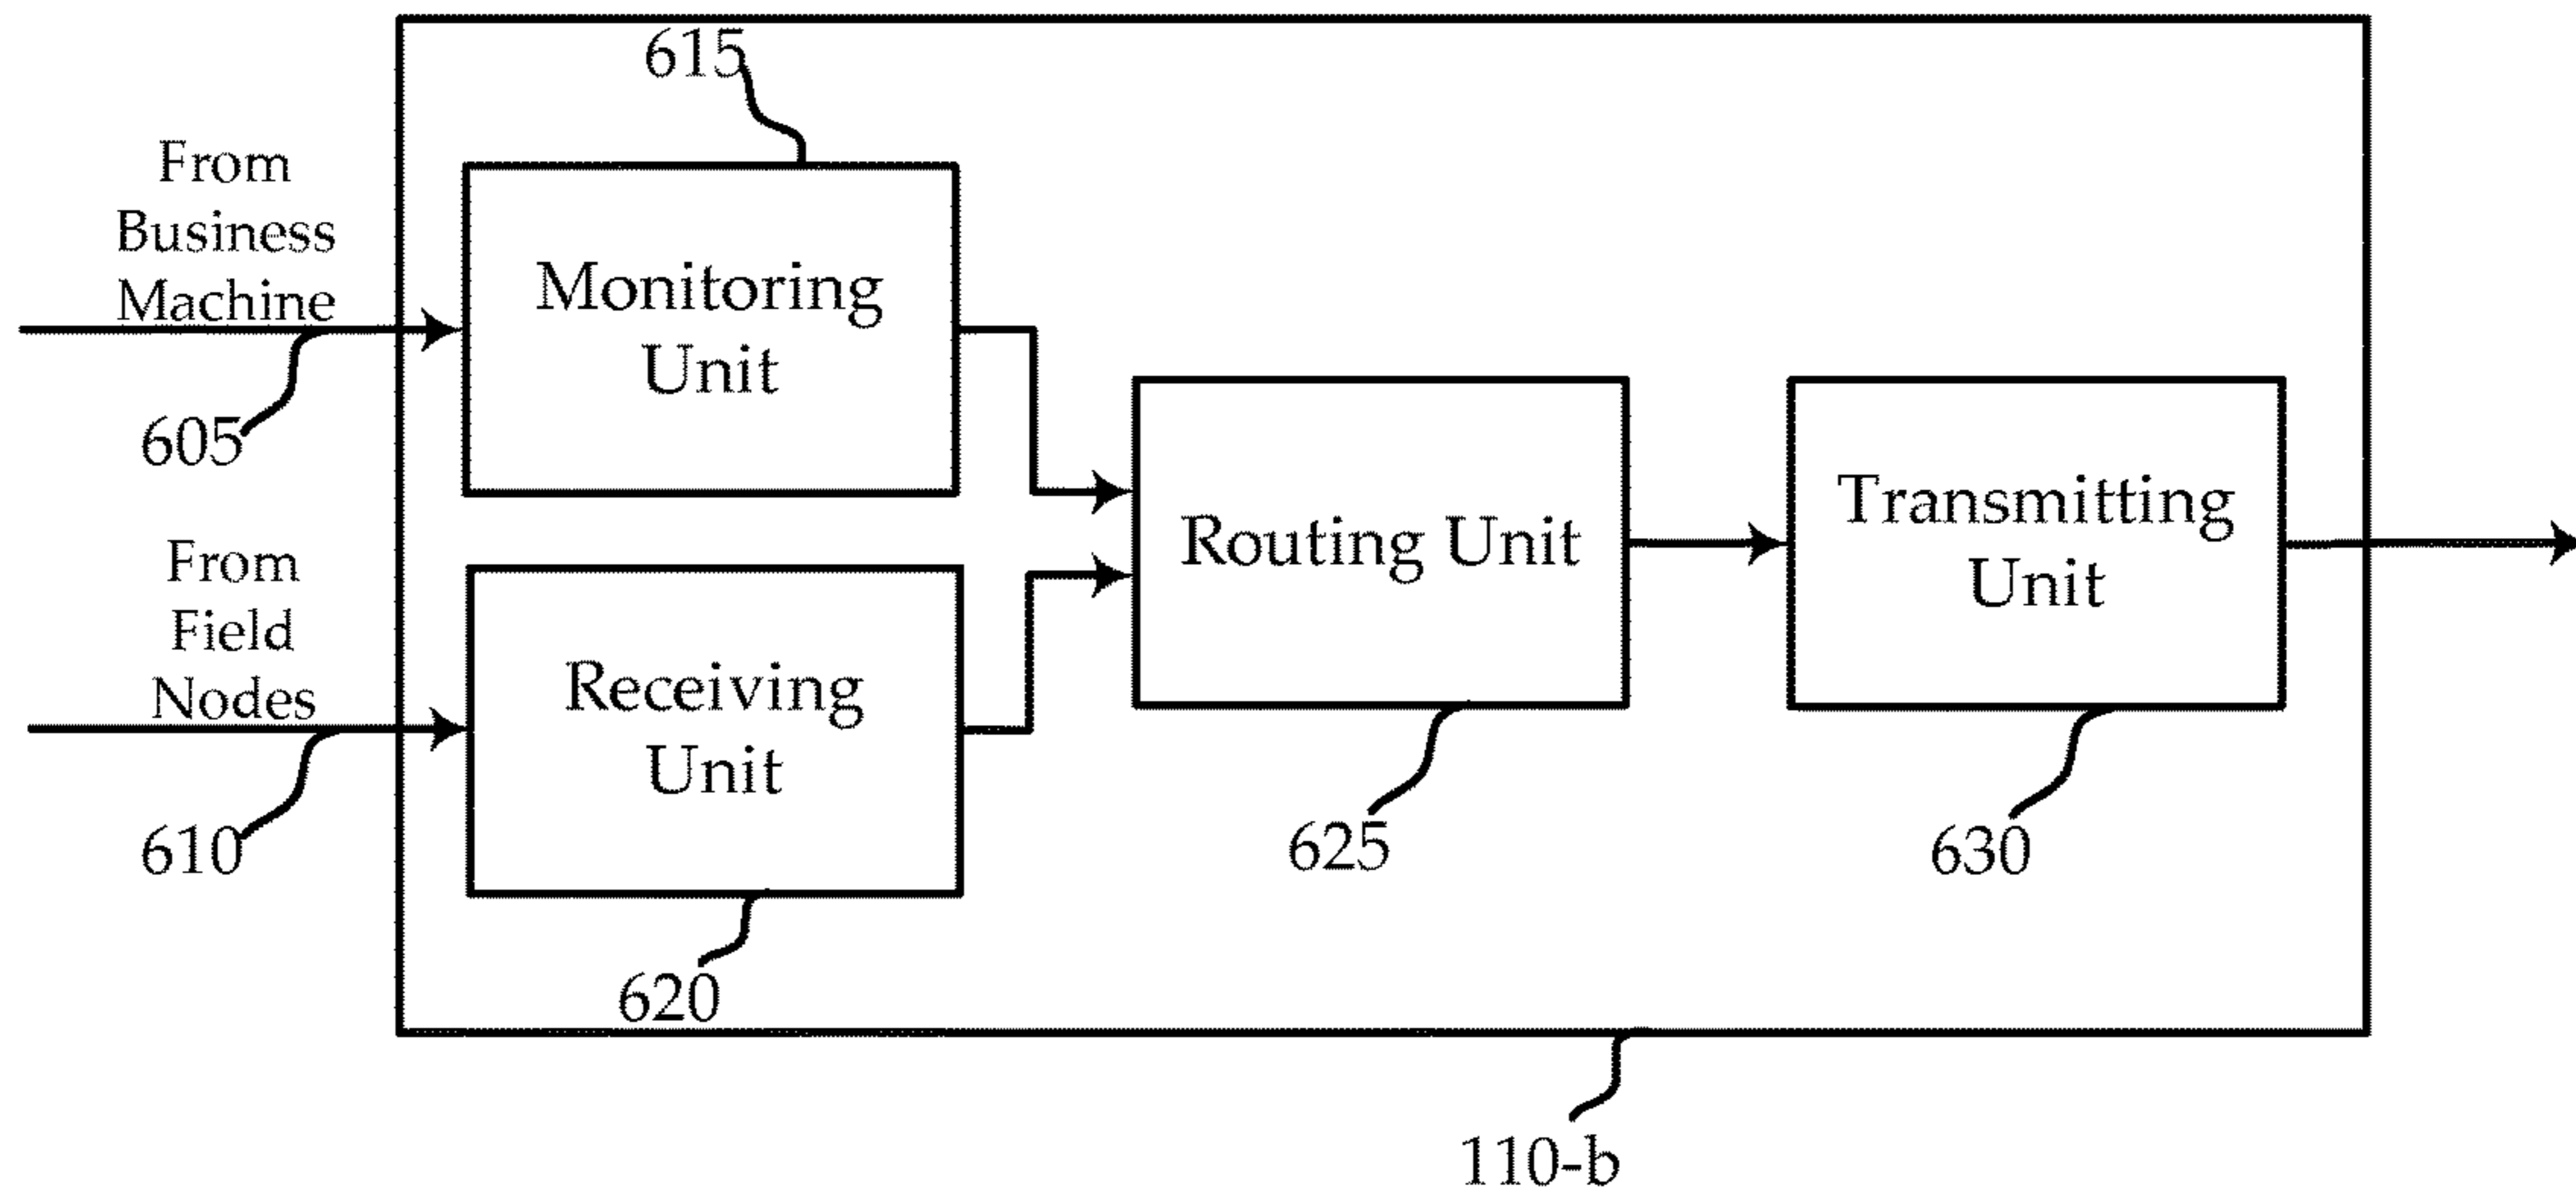 615
From
Business
Machine
Monitoring
Unit
605
From
Field
Nodes
Receiving
Unit
610
620
Routing Unit
625
Transmitting
Unit
630
110-b